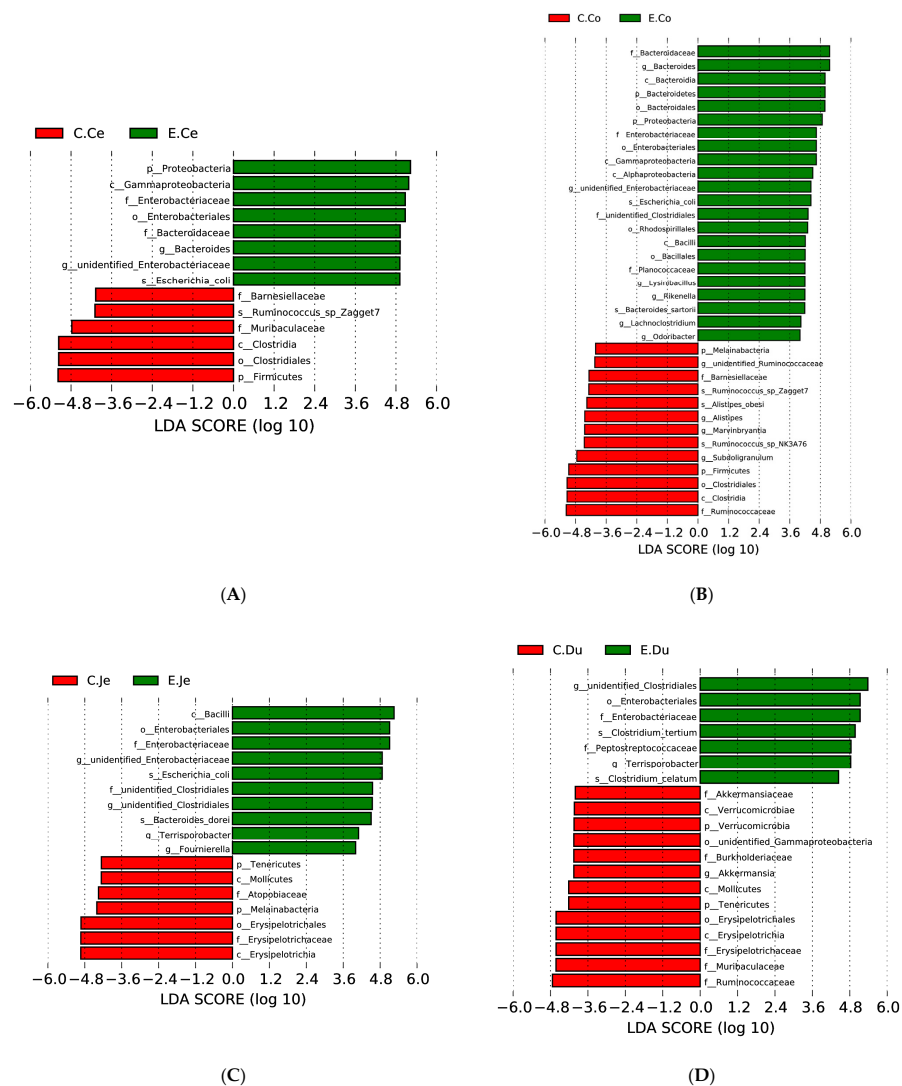 C.Ce E.Ce
p__Proteobacteria
c__Gammaproteobacteria
f__Enterobacteriaceae
o__Enterobacteriales
f__Bacteroidaceae
g__Bacteroides
g__unidentified_Enterobacteriaceae
s__Escherichia_coli
f__Barnesiellaceae
s__Ruminococcus_sp_Zagget7
f__Muribaculaceae
c__Clostridia
o__Clostridiales
p__Firmicutes
−6.0 −4.8 −3.6 −2.4 −1.2 0.0 1.2 2.4 3.6 4.8 6.0
LDA SCORE (log 10)
(A)
C.Co E.Co
f__Bacteroidaceae
g__Bacteroides
c__Bacteroidia
p__Bacteroidetes
o__Bacteroidales
p__Proteobacteria
f__Enterobacteriaceae
o__Enterobacteriales
c__Gammaproteobacteria
c__Alphaproteobacteria
g__unidentified_Enterobacteriaceae
s__Escherichia_coli
f__unidentified_Clostridiales
o__Rhodospirillales
c__Bacilli
o__Bacillales
f__Planococcaceae
g__Lysinibacillus
g__Rikenella
s__Bacteroides_sartorii
g__Lachnoclostridium
g__Odoribacter
p__Melainabacteria
g__unidentified_Ruminococcaceae
f__Barnesiellaceae
s__Ruminococcus_sp_Zagget7
s__Alistipes_obesi
g__Alistipes
g__Marvinbryantia
s__Ruminococcus_sp_NK3A76
g__Subdoligranulum
p__Firmicutes
o__Clostridiales
c__Clostridia
f__Ruminococcaceae
−6.0 −4.8 −3.6 −2.4 −1.2 0.0 1.2 2.4 3.6 4.8 6.0
LDA SCORE (log 10)
(B)
C.Je E.Je
c__Bacilli
o__Enterobacteriales
f__Enterobacteriaceae
g__unidentified_Enterobacteriaceae
s__Escherichia_coli
f__unidentified_Clostridiales
g__unidentified_Clostridiales
s__Bacteroides_dorei
g__Terrisporobacter
g__Fournierella
p__Tenericutes
c__Mollicutes
f__Atopobiaceae
p__Melainabacteria
o__Erysipelotrichales
f__Erysipelotrichaceae
c__Erysipelotrichia
−6.0 −4.8 −3.6 −2.4 −1.2 0.0 1.2 2.4 3.6 4.8 6.0
LDA SCORE (log 10)
(C)
C.Du E.Du
g__unidentified_Clostridiales
o__Enterobacteriales
f__Enterobacteriaceae
s__Clostridium_tertium
f__Peptostreptococcaceae
g__Terrisporobacter
s__Clostridium_celatum
f__Akkermansiaceae
c__Verrucomicrobiae
p__Verrucomicrobia
o__unidentified_Gammaproteobacteria
f__Burkholderiaceae
g__Akkermansia
c__Mollicutes
p__Tenericutes
o__Erysipelotrichales
c__Erysipelotrichia
f__Erysipelotrichaceae
f__Muribaculaceae
f__Ruminococcaceae
−6.0 −4.8 −3.6 −2.4 −1.2 0.0 1.2 2.4 3.6 4.8 6.0
LDA SCORE (log 10)
(D)